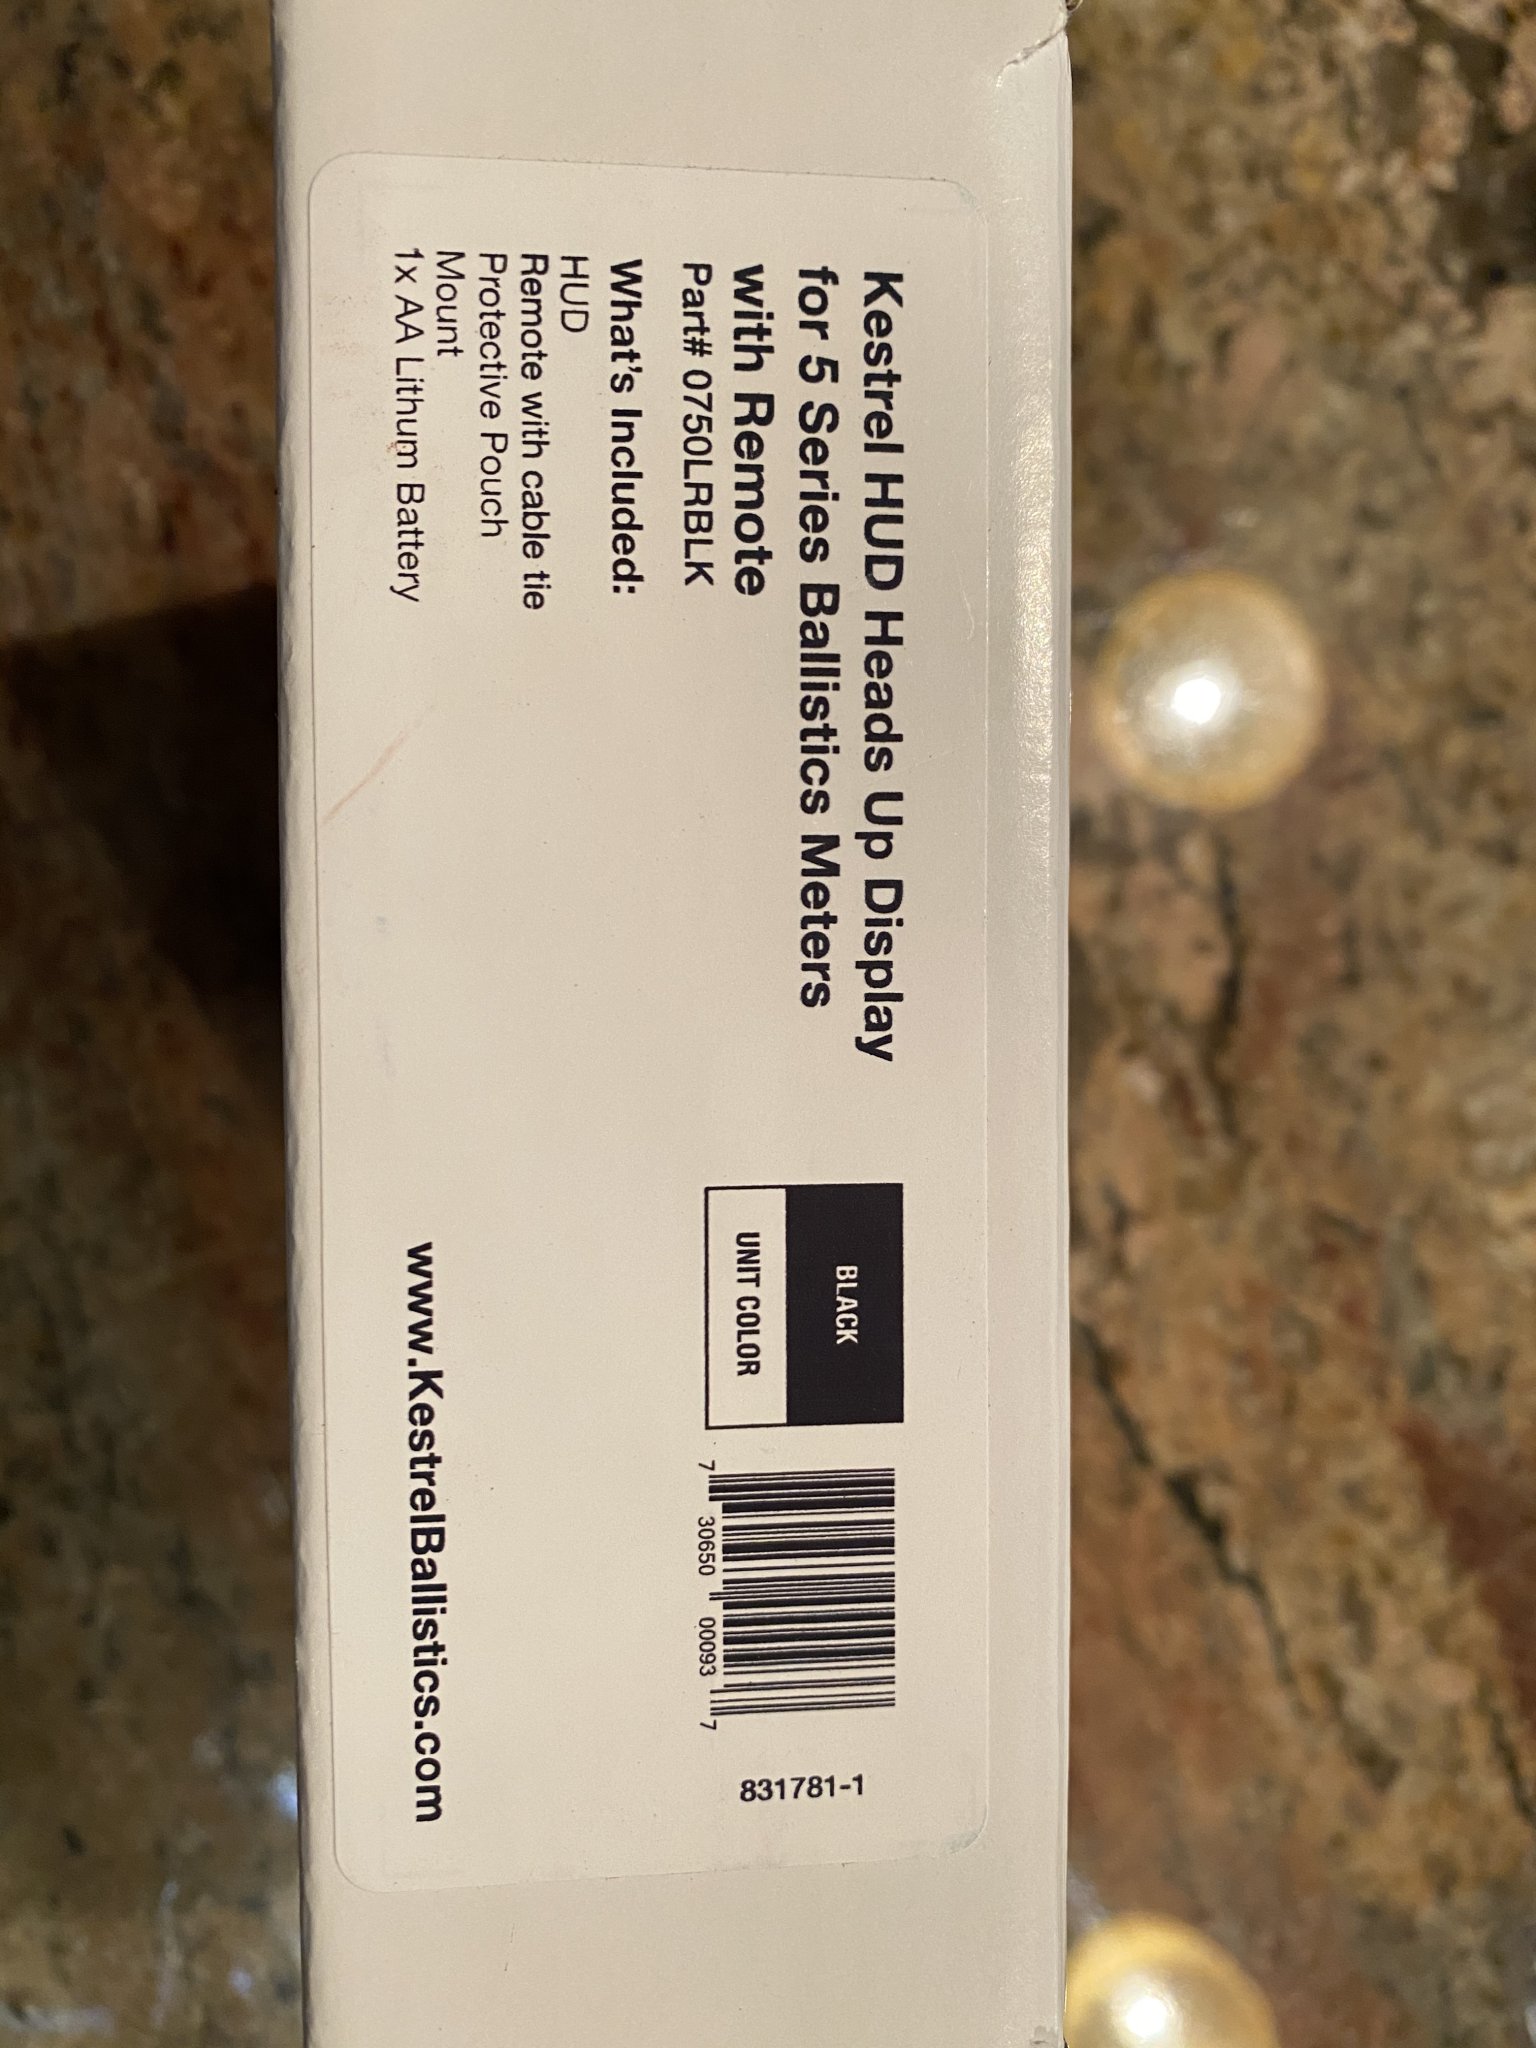 Kestrel HUD Heads Up Display
for 5 Series Ballistics Meters
with Remote
Part# 0750LRBLK
What's Included:
HUD
Remote with cable tie
Protective Pouch
Mount
1x AA Lithum Battery
BLACK
UNIT COLOR
7 30650 00093 7
831781-1
www.KestrelBallistics.com